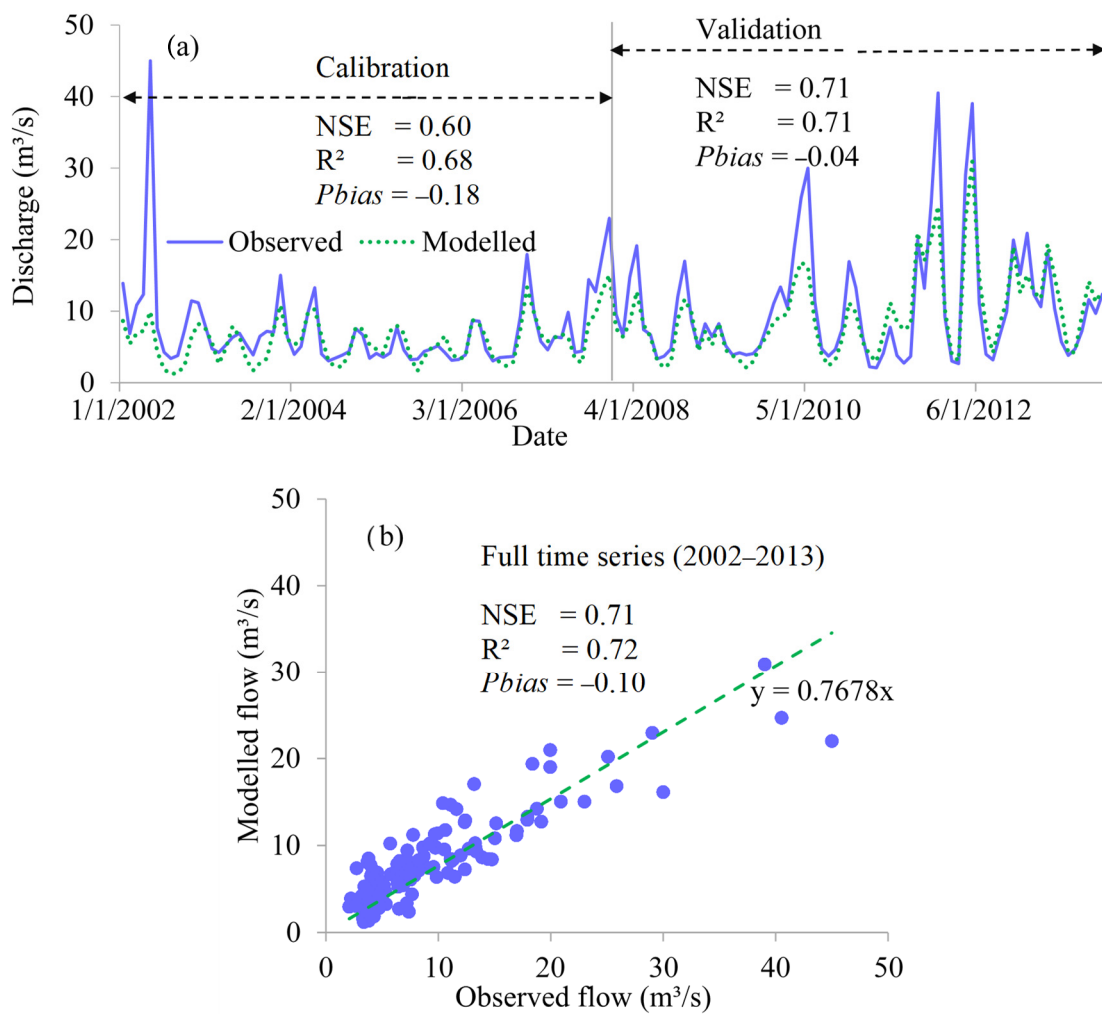 50
(a)
Validation
Calibration
40
NSE = 0.71
R² = 0.71
Pbias = –0.04
NSE = 0.60
R² = 0.68
Pbias = –0.18
30
Observed
Modelled
20
10
0
Discharge (m³/s)
1/1/2002
2/1/2004
3/1/2006
4/1/2008
5/1/2010
6/1/2012
Date
50
(b)
Full time series (2002–2013)
40
NSE = 0.71
R² = 0.72
Pbias = –0.10
30
y = 0.7678x
20
10
0
Modelled flow (m³/s)
0
10
20
30
40
50
Observed flow (m³/s)